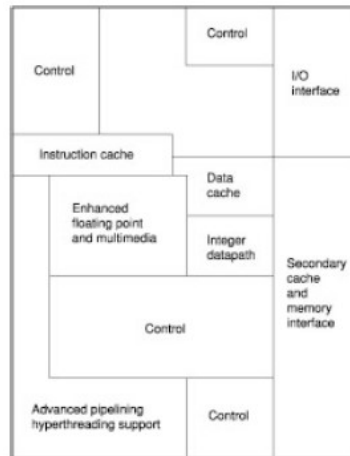 Control
Control
I/O
interface
Instruction cache
Data
cache
Enhanced
floating point
and multimedia
Integer
datapath
Secondary
cache
and
memory
interface
Control
Advanced pipelining
hyperthreading support
Control